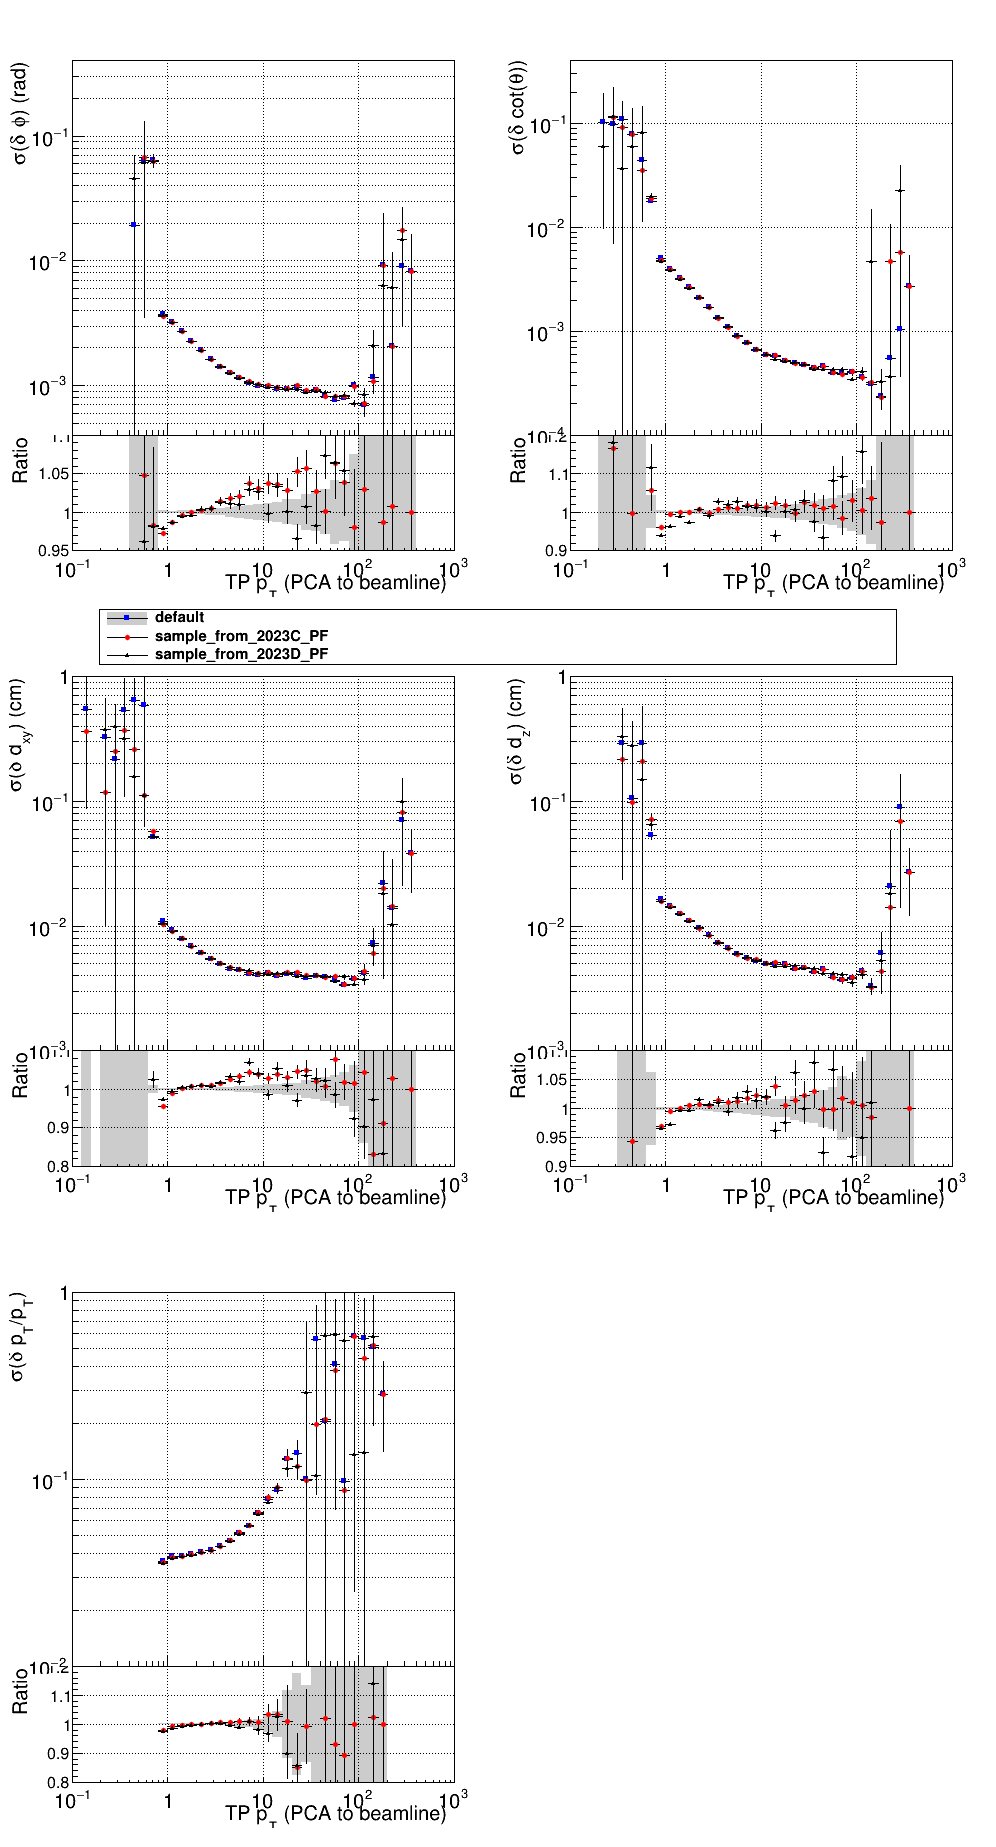 σ(δ φ) (rad)
10⁻¹
10⁻²
10⁻³
Ratio
1.1
1.05
1
0.95
10⁻¹ 1 10 10² 10³
TP p_T (PCA to beamline)
σ(δ cot(θ))
10⁻¹
10⁻²
10⁻³
10⁻⁴
Ratio
1.2
1.1
1
0.9
10⁻¹ 1 10 10² 10³
TP p_T (PCA to beamline)
default
sample_from_2023C_PF
sample_from_2023D_PF
σ(δ d_xy) (cm)
1
10⁻¹
10⁻²
10⁻³
Ratio
1
0.9
0.8
10⁻¹ 1 10 10² 10³
TP p_T (PCA to beamline)
σ(δ d_z) (cm)
1
10⁻¹
10⁻²
10⁻³
Ratio
1.05
1
0.95
0.9
10⁻¹ 1 10 10² 10³
TP p_T (PCA to beamline)
σ(δ p_T/p_T)
1
10⁻¹
10⁻²
Ratio
1.1
1
0.9
0.8
10⁻¹ 1 10 10² 10³
TP p_T (PCA to beamline)